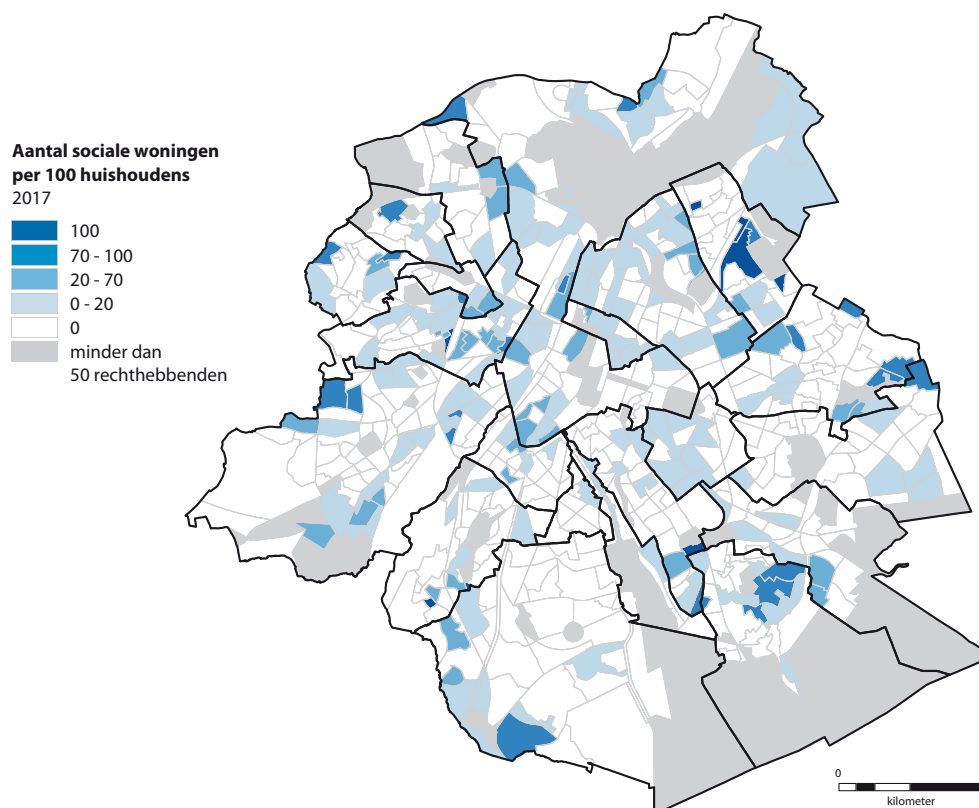 Aantal sociale woningen
per 100 huishoudens
2017
100
70 - 100
20 - 70
0 - 20
0
minder dan
50 rechthebbenden
0
kilometer